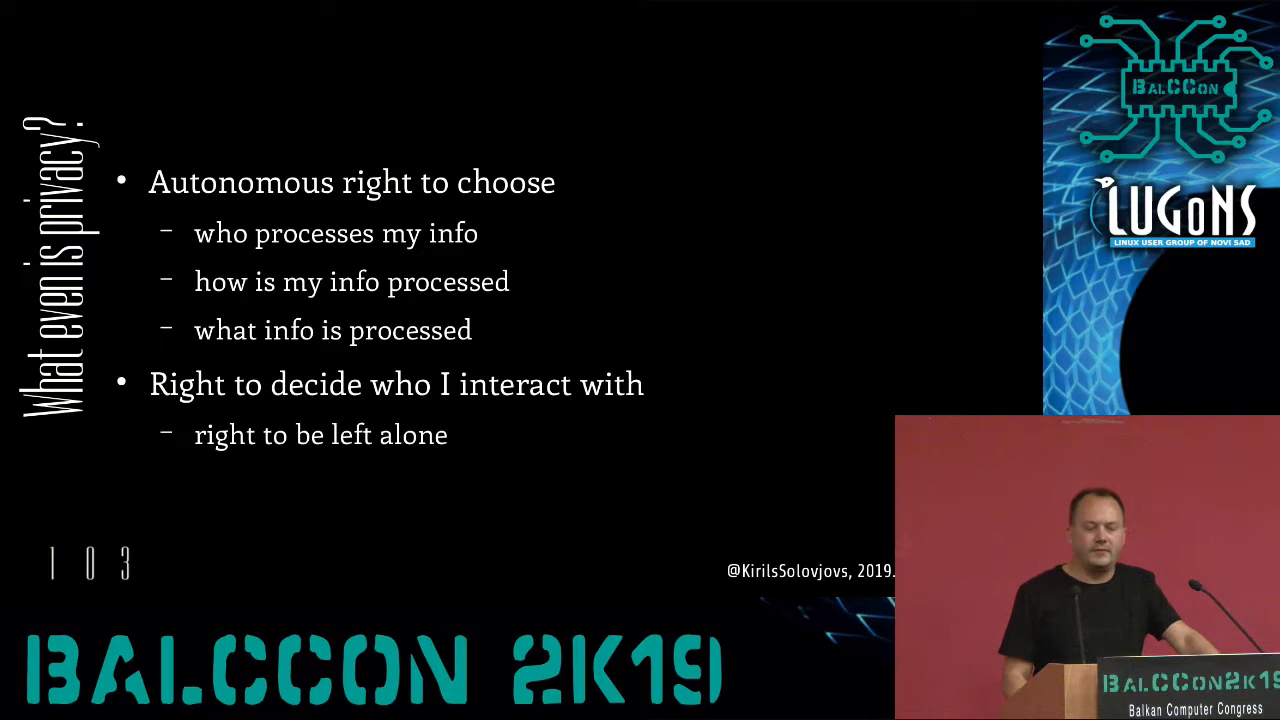 What even is privacy?
• Autonomous right to choose
– who processes my info
– how is my info processed
– what info is processed
• Right to decide who I interact with
– right to be left alone
103
@KirilsSolovjovs, 2019.
BALCCON 2K19
BALCCON
LUGONS
LINUX USER GROUP OF NOVI SAD
BALCCON2K19
Balkan Computer Congress